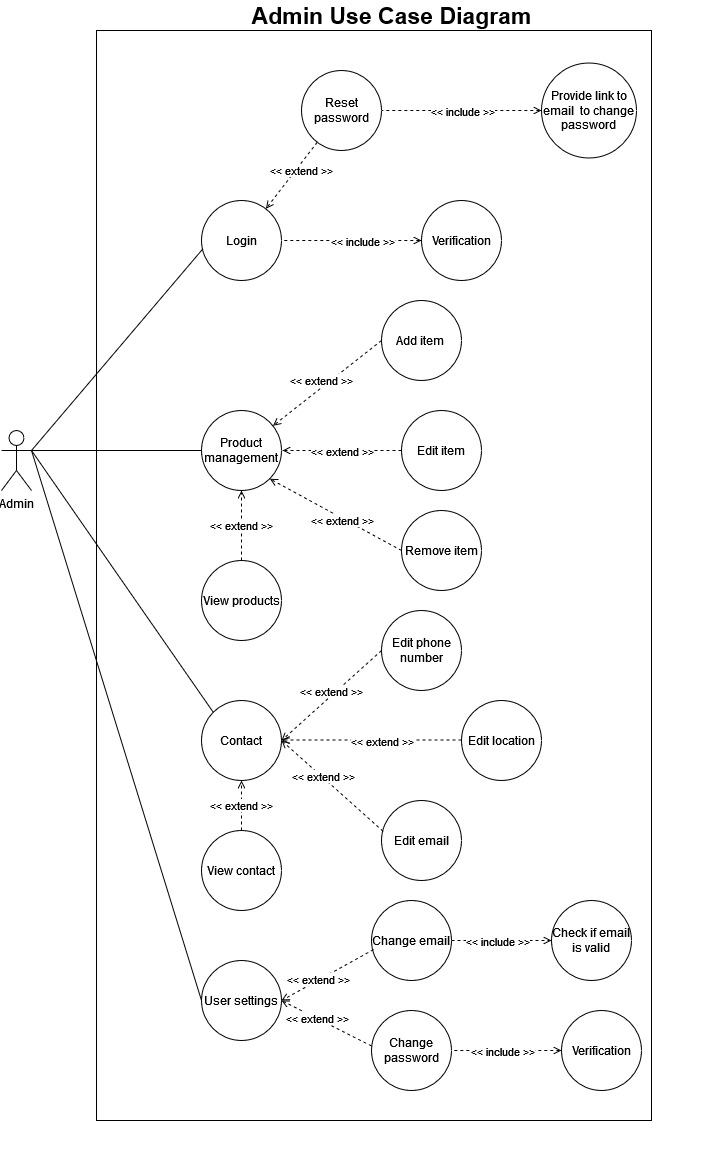 Admin Use Case Diagram
Reset
password
<< include >>
Provide link to
email to change
password
<< extend >>
Login
<< include >>
Verification
Add item
<< extend >>
Product
management
<< extend >>
Edit item
Admin
<< extend >>
<< extend >>
Remove item
View products
Edit phone
number
<< extend >>
Contact
<< extend >>
Edit location
<< extend >>
<< extend >>
Edit email
View contact
Change email
<< include >>
Check if email
is valid
<< extend >>
User settings
<< extend >>
Change
password
<< include >>
Verification